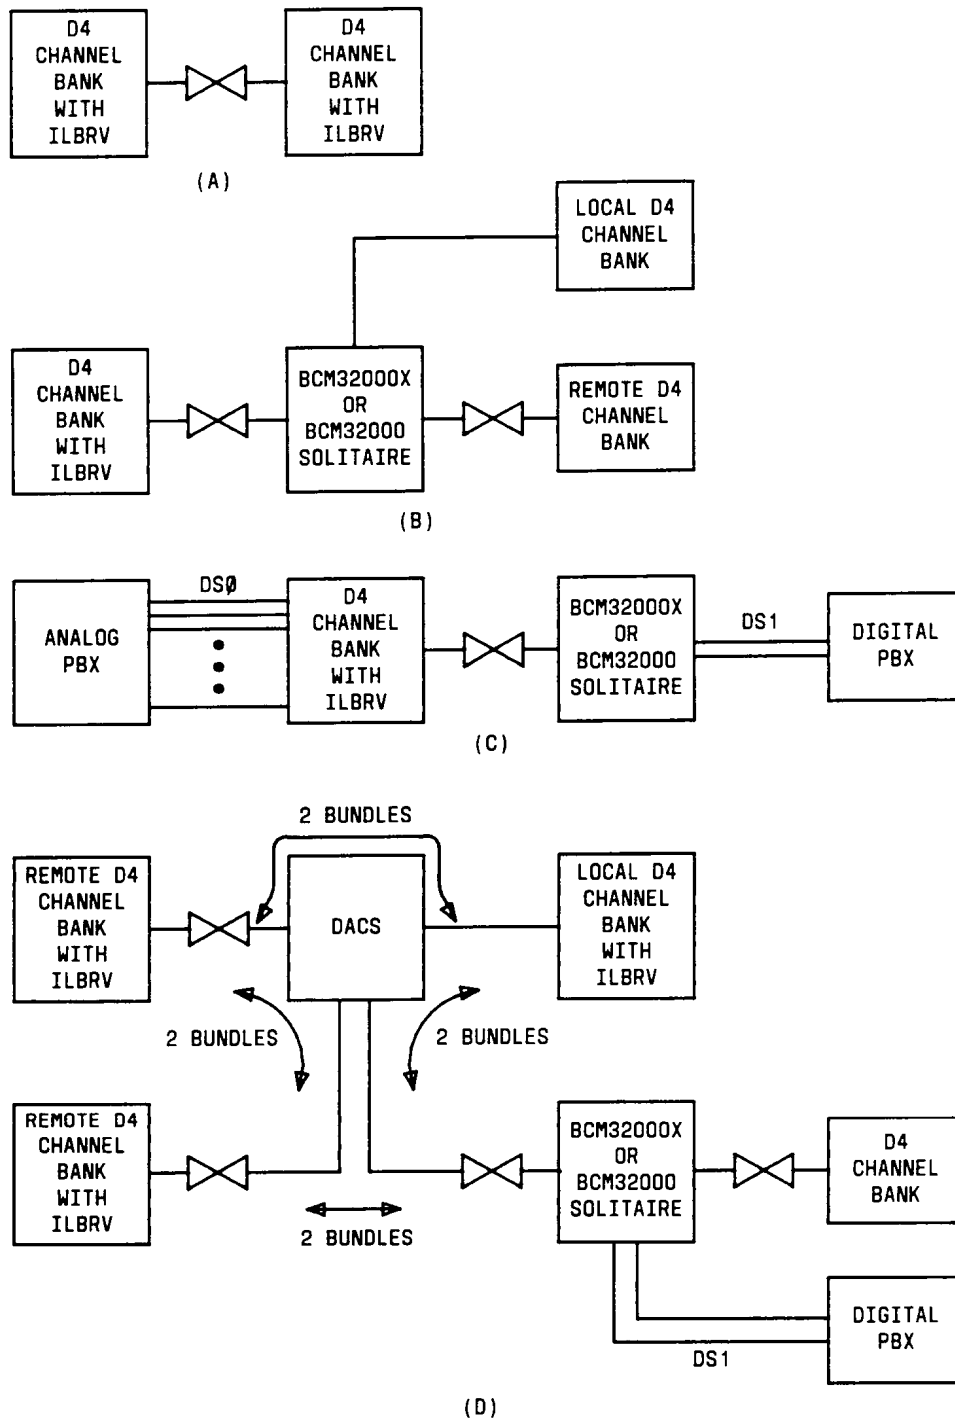 D4
CHANNEL
BANK
WITH
ILBRV
D4
CHANNEL
BANK
WITH
ILBRV
(A)
LOCAL D4
CHANNEL
BANK
D4
CHANNEL
BANK
WITH
ILBRV
BCM32000X
OR
BCM32000
SOLITAIRE
REMOTE D4
CHANNEL
BANK
(B)
ANALOG
PBX
DSØ
D4
CHANNEL
BANK
WITH
ILBRV
BCM32000X
OR
BCM32000
SOLITAIRE
DS1
DIGITAL
PBX
(C)
2 BUNDLES
REMOTE D4
CHANNEL
BANK
WITH
ILBRV
DACS
LOCAL D4
CHANNEL
BANK
WITH
ILBRV
2 BUNDLES
2 BUNDLES
REMOTE D4
CHANNEL
BANK
WITH
ILBRV
2 BUNDLES
BCM32000X
OR
BCM32000
SOLITAIRE
D4
CHANNEL
BANK
DS1
DIGITAL
PBX
(D)